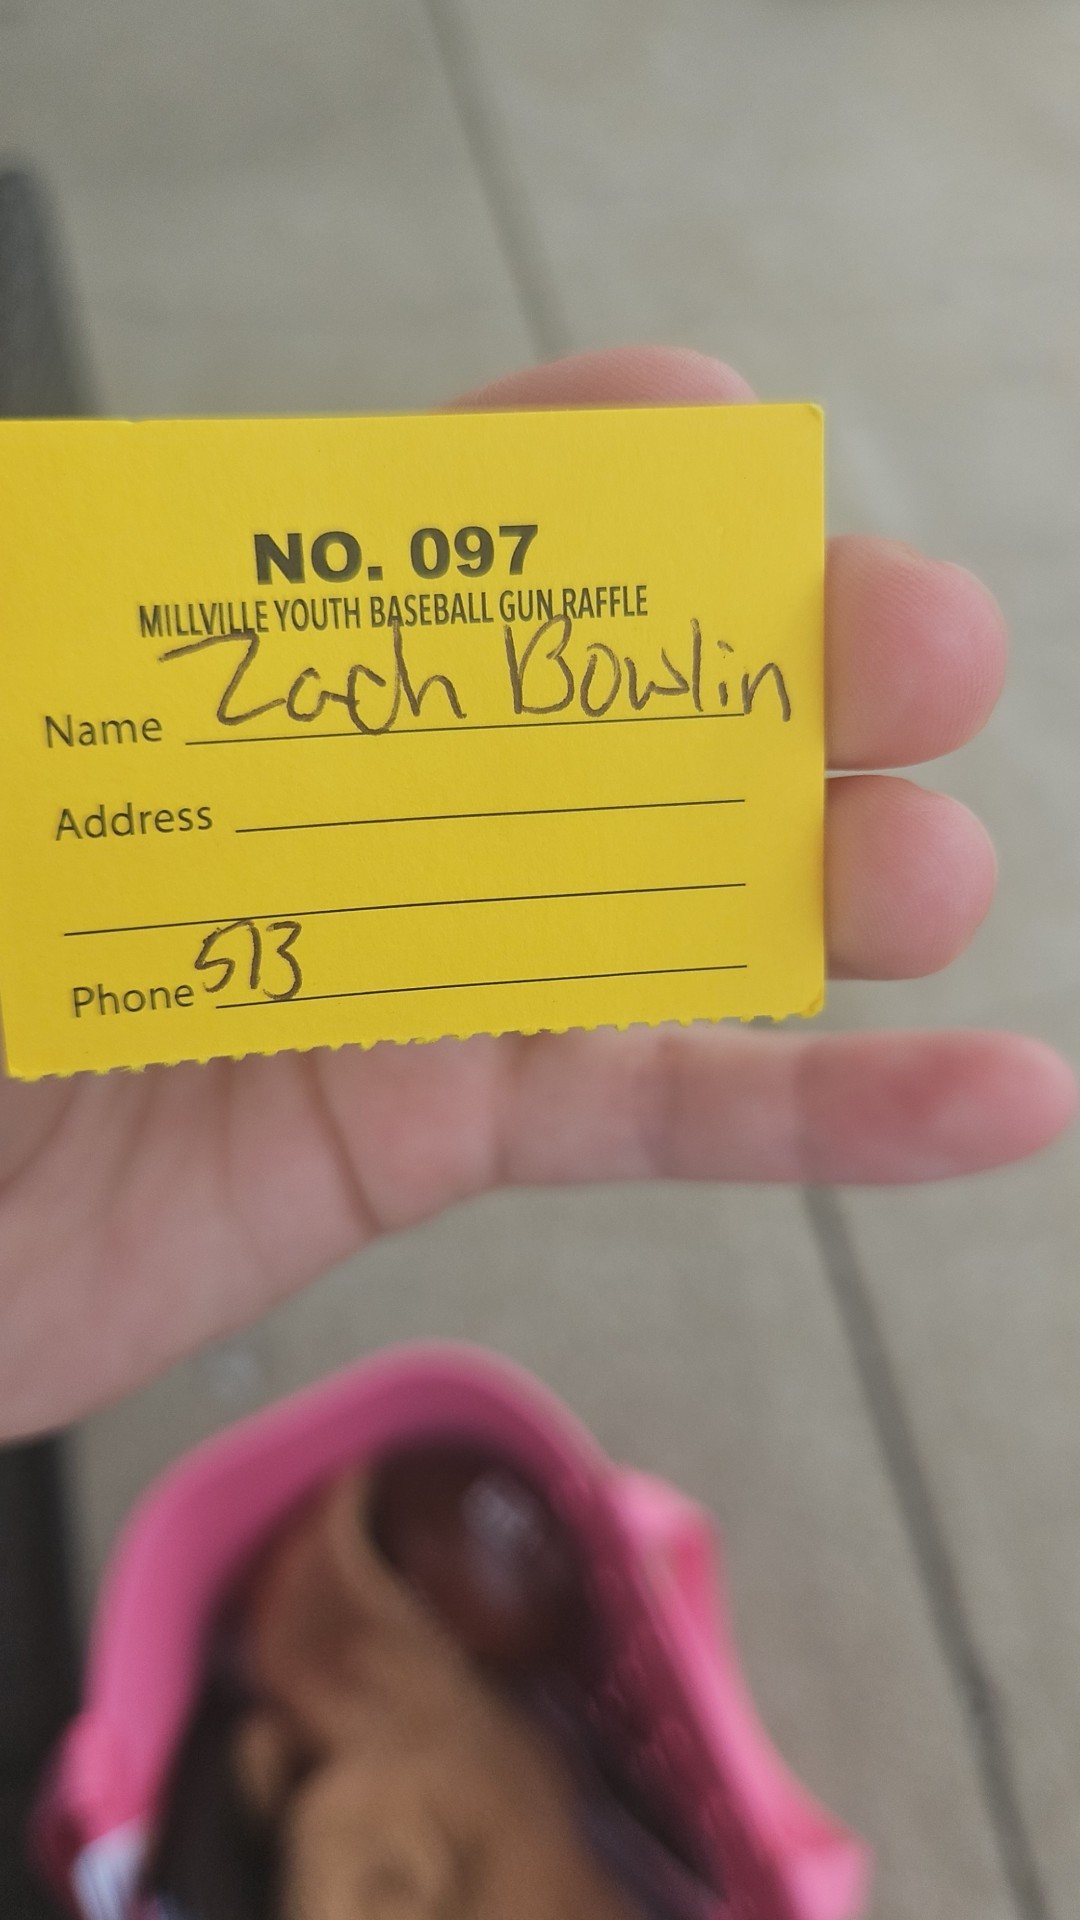 NO. 097
MILLVILLE YOUTH BASEBALL GUN RAFFLE
Name Zach Bowlin
Address
Phone 513